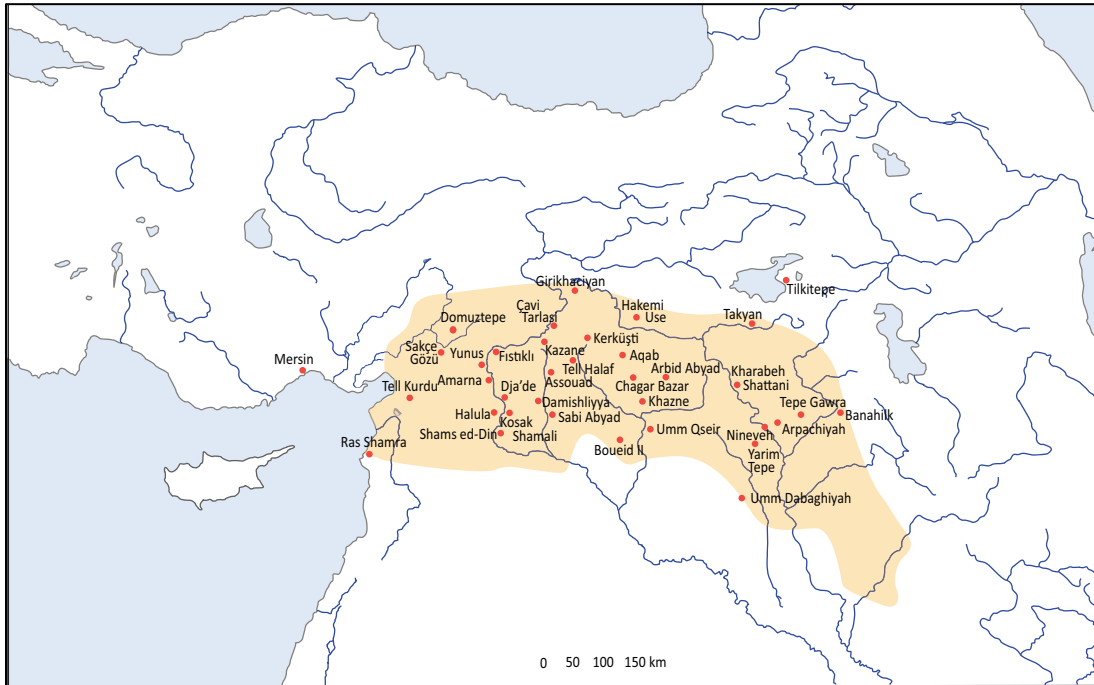 Girikhaciyan
Tilkitepe
Çavi
Tarlası
Hakemi
Use
Takyan
Domuztepe
Sakçe
Gözü
Yunus
Fıstıklı
Kerküşti
Mersin
Kazane
Aqab
Tell Halaf
Arbid Abyad
Kharabeh
Shattani
Tell Kurdu
Amarna
Dja'de
Assouad
Chagar Bazar
Halula
Damishliyya
Khazne
Tepe Gawra
Banahilk
Kosak
Shamali
Sabi Abyad
Shams ed-Din
Umm Qseir
Nineveh
Arpachiyah
Ras Shamra
Boueid II
Yarim
Tepe
Umm Dabaghiyah
0 50 100 150 km